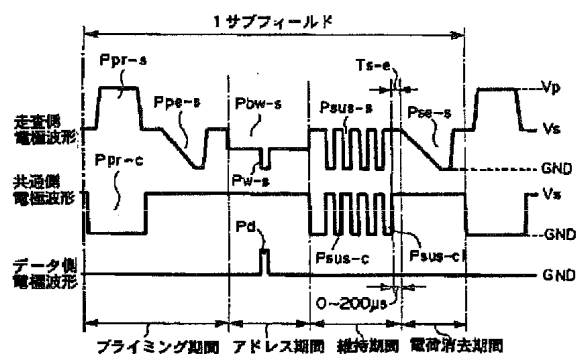 1サブフィールド
Ppr-s
Ts-e
Ppe-s
Pbw-s
Psus-s
Pse-s
Vp
走査側
電極波形
Vs
Ppr-c
Pw-s
GND
共通側
電極波形
Vs
Pd
Psus-c
Psus-cl
GND
データ側
電極波形
GND
0~200μs
プライミング期間
アドレス期間
維持期間
電荷消去期間